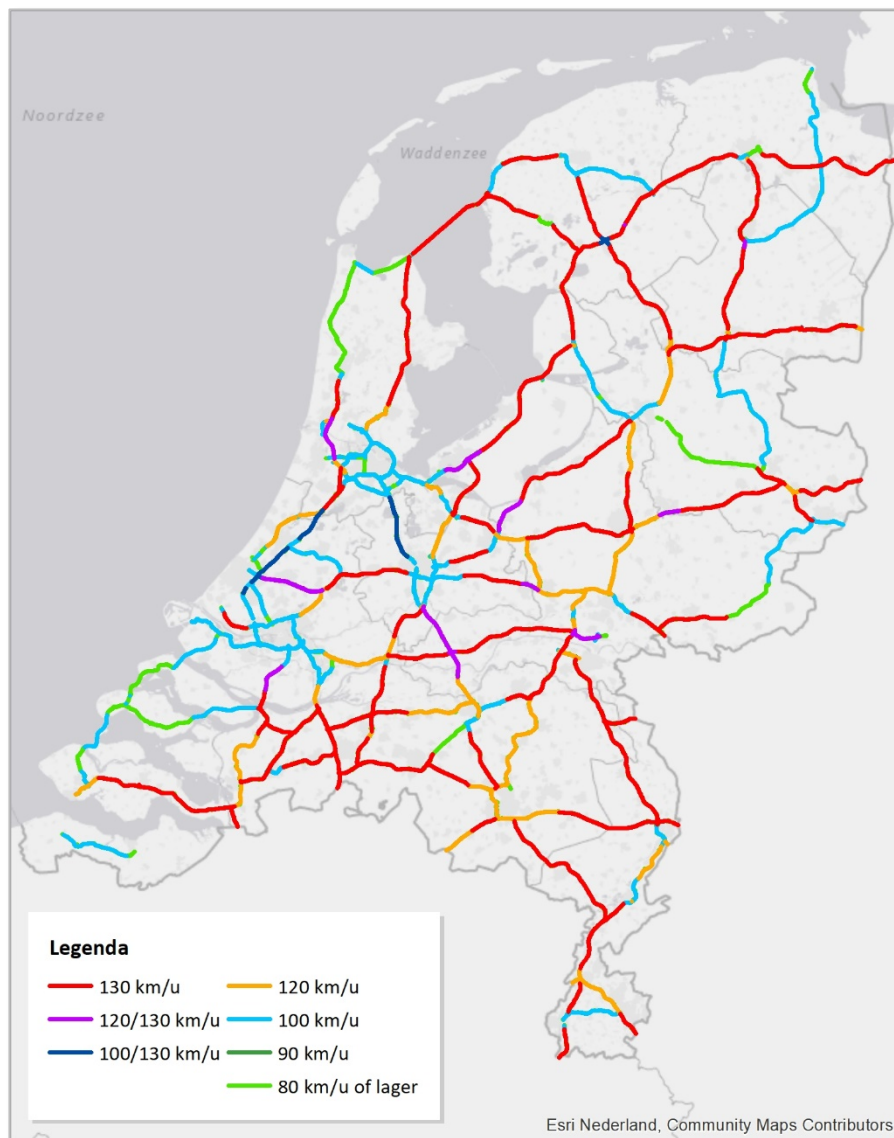 Noordzee
Waddenzee
Legenda
130 km/u
120 km/u
120/130 km/u
100 km/u
100/130 km/u
90 km/u
80 km/u of lager
Esri Nederland, Community Maps Contributors